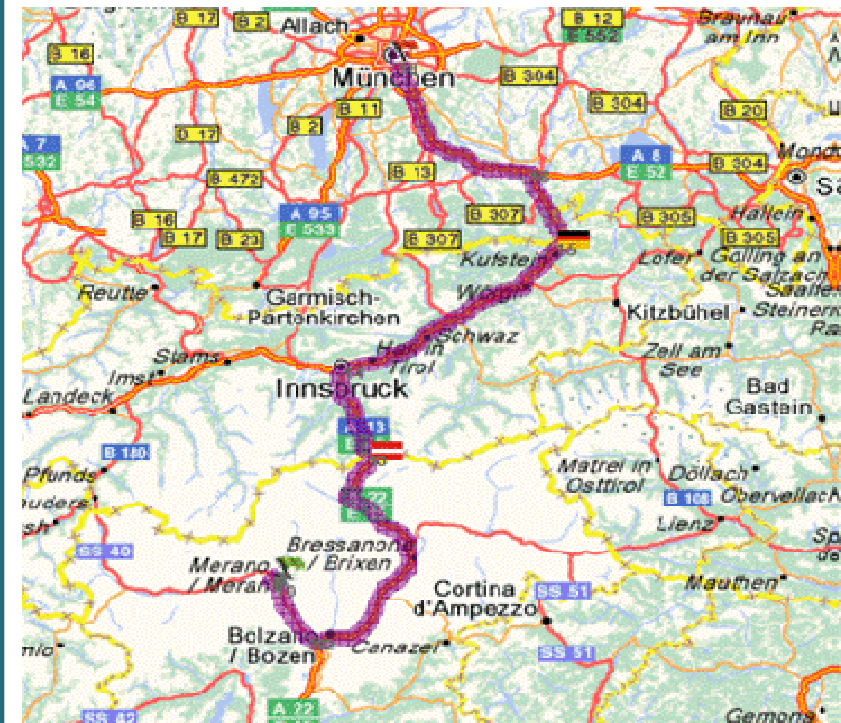 B 17
B 2
B 12
E 552
Braunau
am Inn
Allach
B 16
München
B 304
A 96
E 54
B 11
B 304
B 20
B 2
A 7
532
B 13
A 8
E 52
B 304
B 472
B 16
A 95
E 533
B 307
B 305
Hallein
B 17
B 23
E 307
B 305
Kufstein
Lofer
Golling an
der Salzach
Reutte
Garmisch-
Partenkirchen
Wörgl
Kitzbühel
Schwaz
Stams
Hall in
Tirol
Zell am
See
Imst
Innsbruck
Landeck
Bad
Gastein
B 180
Pfunds
Matrei in
Osttirol
Döllach
B 108
Lienz
SS 40
Bressanone
/ Brixen
Merano
/ Meran
Cortina
d'Ampezzo
SS 51
Mauthen
Bolzano
/ Bozen
Canazei
SS 51
A 22
SS 42
Gemona